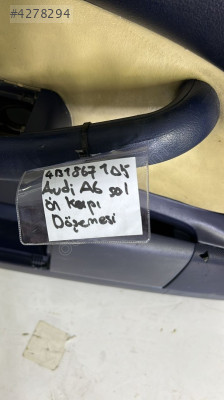 #4278294
4B1867105
Audi A6 sol
ön kapı
Döşemesi